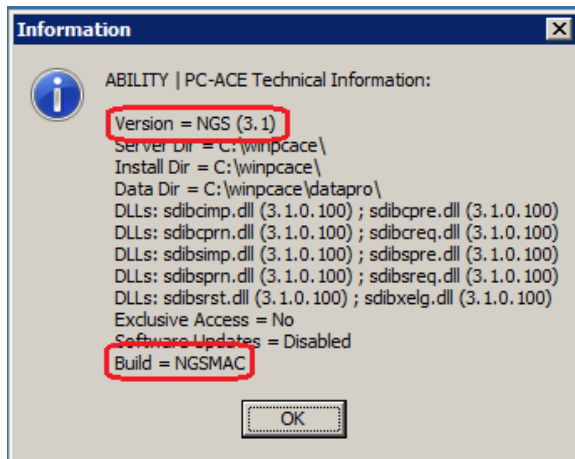 Information
ABILITY | PC-ACE Technical Information:
Version = NGS (3.1)
Server Dir = C:\winpcace\
Install Dir = C:\winpcace\
Data Dir = C:\winpcace\datapro\
DLLs: sdibcimp.dll (3.1.0.100) ; sdibcpre.dll (3.1.0.100)
DLLs: sdibcprn.dll (3.1.0.100) ; sdibcreq.dll (3.1.0.100)
DLLs: sdibsimp.dll (3.1.0.100) ; sdibspre.dll (3.1.0.100)
DLLs: sdibsprn.dll (3.1.0.100) ; sdibsreq.dll (3.1.0.100)
DLLs: sdibsrst.dll (3.1.0.100) ; sdibxelg.dll (3.1.0.100)
Exclusive Access = No
Software Updates = Disabled
Build = NGSMAC
OK